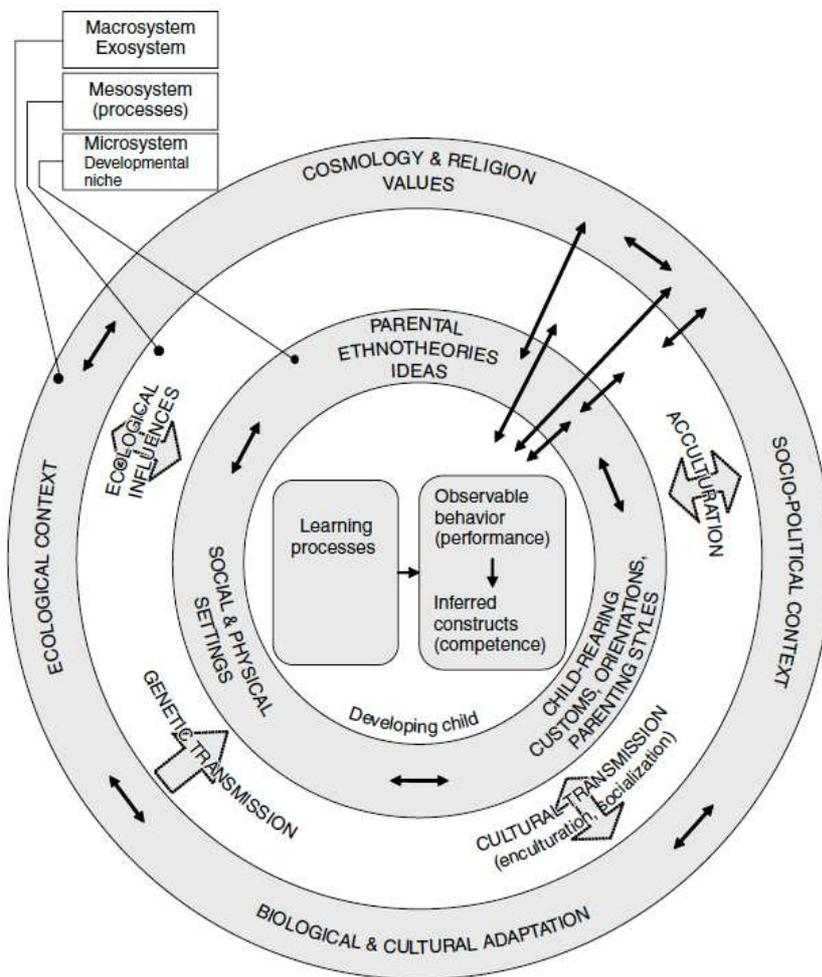 Macrosystem
Exosystem
Mesosystem
(processes)
Microsystem
Developmental
niche
COSMOLOGY & RELIGION
VALUES
PARENTAL
ETHNOTHEORIES
IDEAS
ECOLOGICAL
INFLUENCES
ACCULTURATION
ECOLOGICAL CONTEXT
SOCIO-POLITICAL CONTEXT
Learning
processes
Observable
behavior
(performance)
Inferred
constructs
(competence)
SOCIAL & PHYSICAL
SETTINGS
CHILD-REARING
CUSTOMS, ORIENTATIONS,
PARENTING STYLES
Developing child
GENETIC TRANSMISSION
CULTURAL TRANSMISSION
(enculturation, socialization)
BIOLOGICAL & CULTURAL ADAPTATION